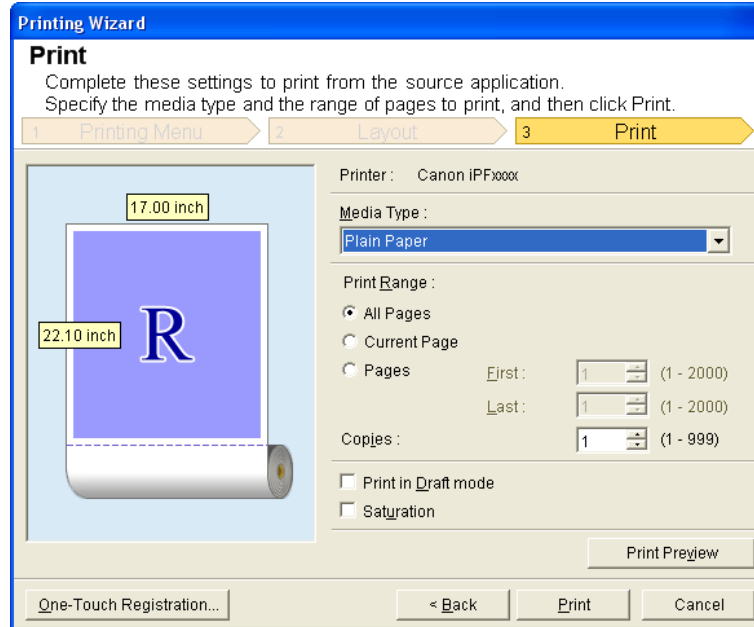 Printing Wizard
Print
Complete these settings to print from the source application.
Specify the media type and the range of pages to print, and then click Print.
1 Printing Menu 2 Layout 3 Print
Printer : Canon iPFxxxx
17.00 inch
Media Type :
Plain Paper
Print Range :
All Pages
R
22.10 inch
Current Page
Pages First : 1 (1 - 2000)
Last : 1 (1 - 2000)
Copies : 1 (1 - 999)
Print in Draft mode
Saturation
Print Preview
One-Touch Registration... < Back Print Cancel